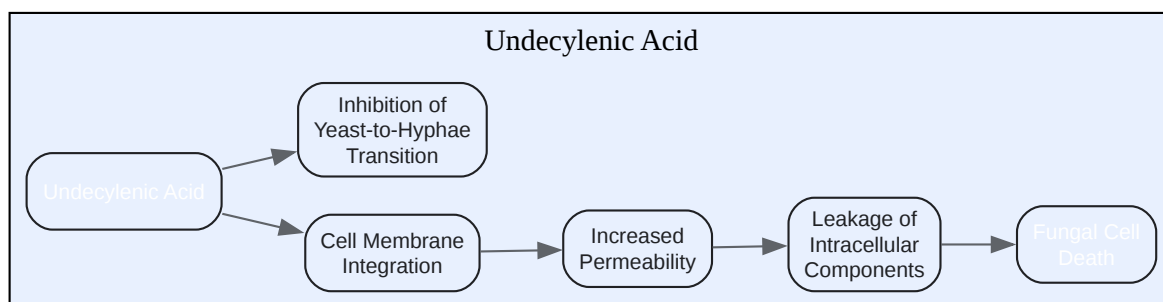 Undecylenic Acid
Inhibition of
Yeast-to-Hyphae
Transition
Undecylenic Acid
Cell Membrane
Integration
Increased
Permeability
Leakage of
Intracellular
Components
Fungal Cell
Death